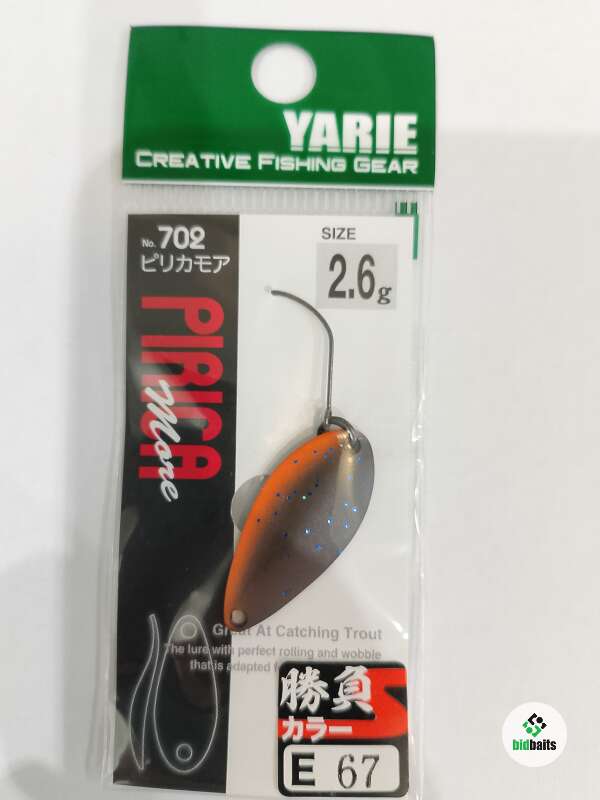 YARIE
CREATIVE FISHING GEAR
No. 702
ピリカモア
SIZE
2.6g
PIRICA
More
Great At Catching Trout
The lure with perfect rolling and wobble
that is adapted
勝負
カラー
S
E 67
bidbaits